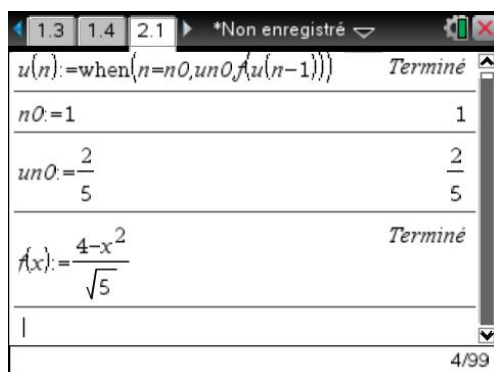 1.3 1.4 2.1 *Non enregistré
u(n):=when(n=n0,un0,f(u(n−1))) Terminé
n0:=1 1
un0:=2/5 2/5
f(x):=(4−x²)/√5 Terminé
4/99